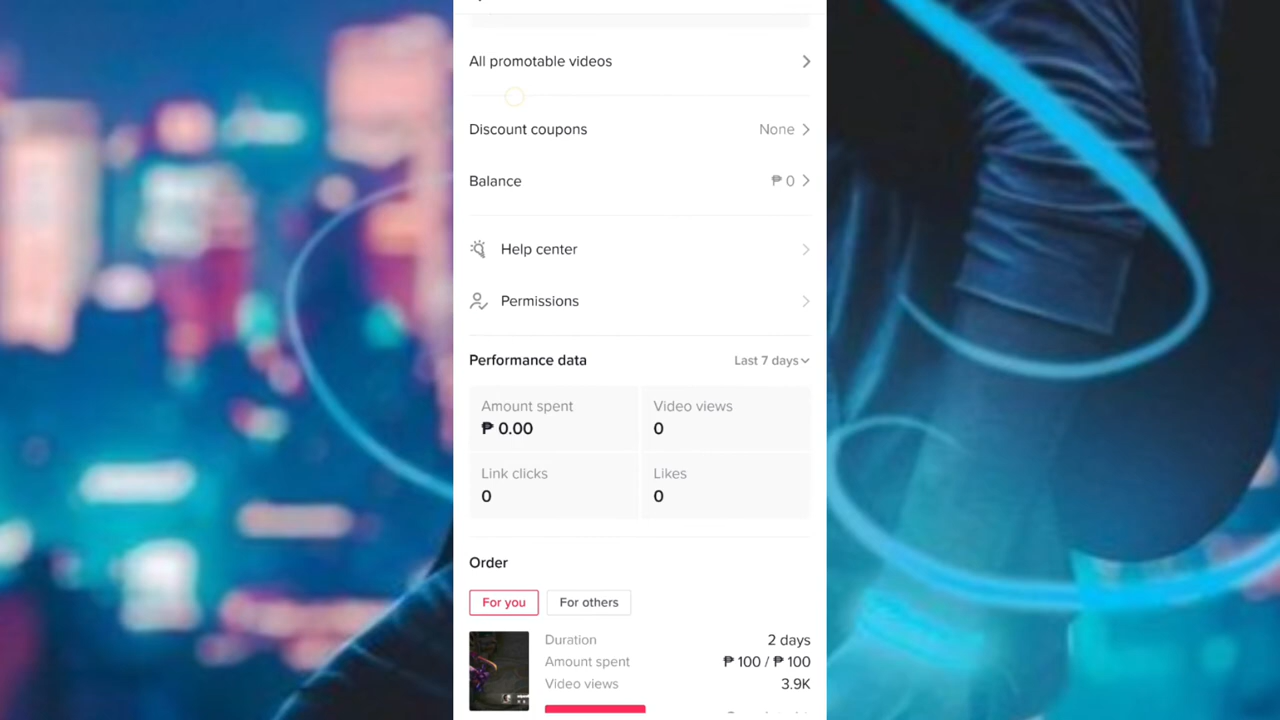 All promotable videos
Discount coupons None
Balance ₱ 0
Help center
Permissions
Performance data Last 7 days
Amount spent Video views
₱ 0.00 0
Link clicks Likes
0 0
Order
For you For others
Duration 2 days
Amount spent ₱ 100 / ₱ 100
Video views 3.9K